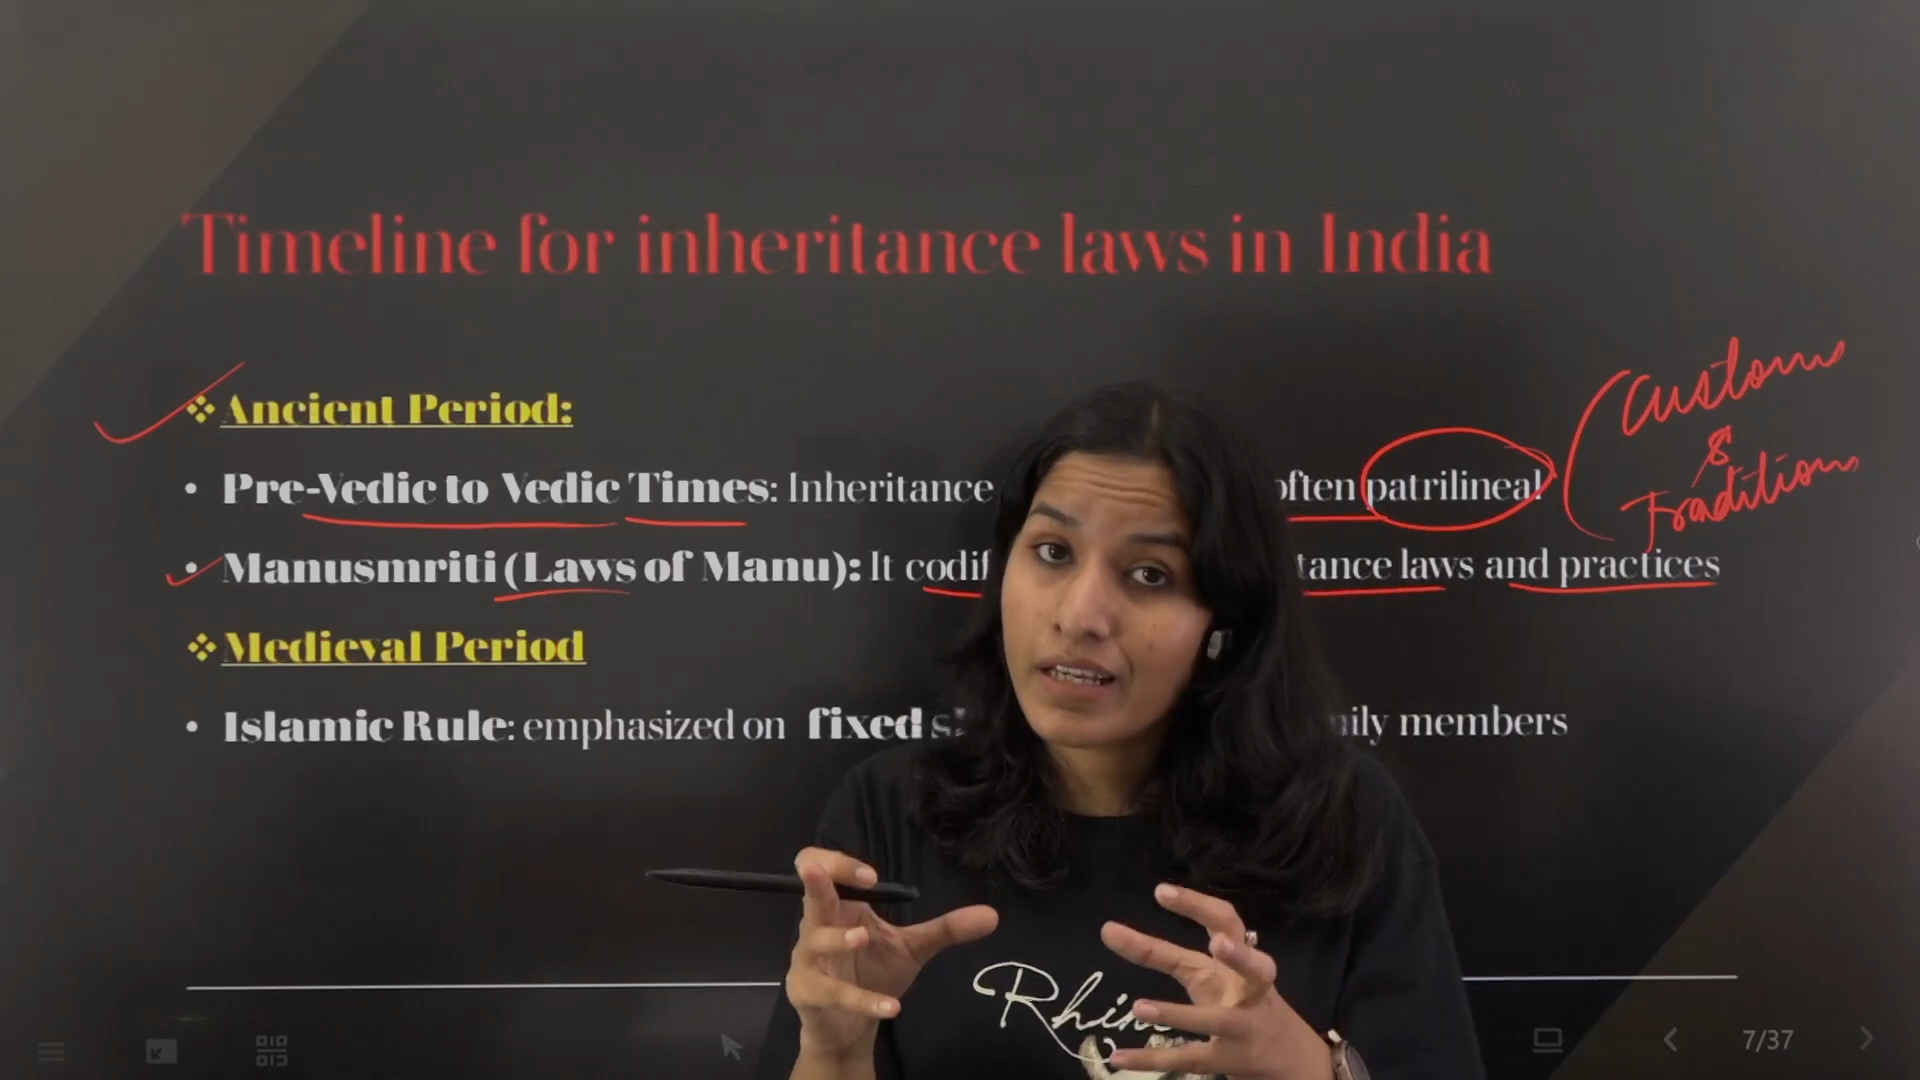 Timeline for inheritance laws in India
Ancient Period:
Customs
&
Traditions
Pre-Vedic to Vedic Times: Inheritance often patrilineal
Manusmriti (Laws of Manu): It codif tance laws and practices
Medieval Period
Islamic Rule: emphasized on fixed s ily members
Rhin
7/37